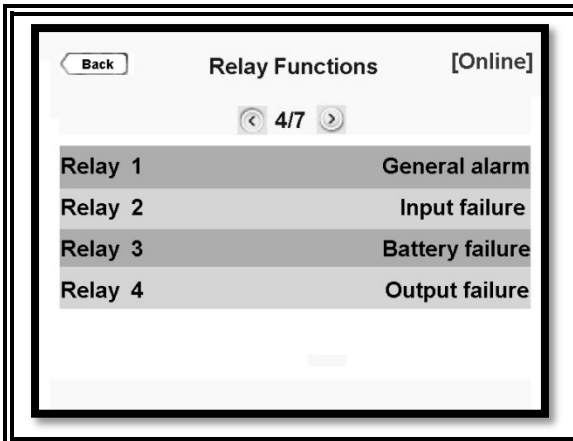 Back Relay Functions [Online]
4/7
Relay 1 General alarm
Relay 2 Input failure
Relay 3 Battery failure
Relay 4 Output failure